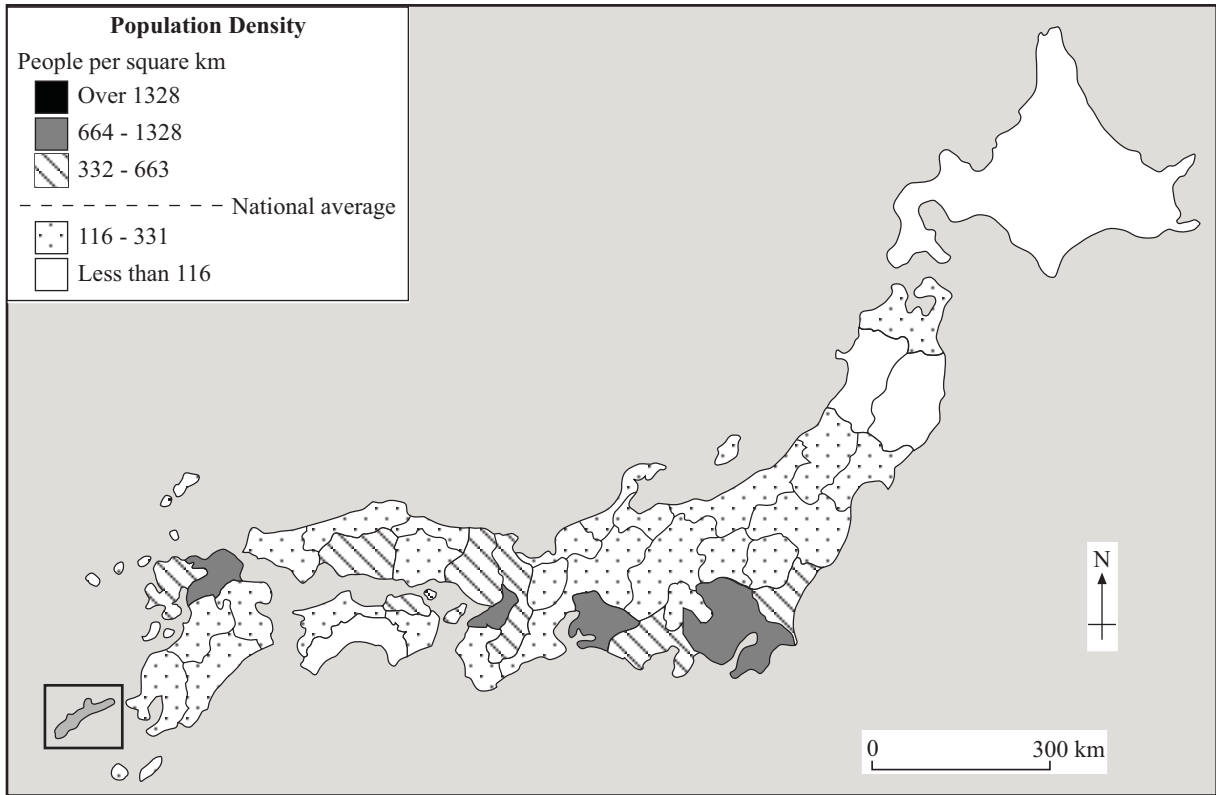 Population Density
People per square km
Over 1328
664 - 1328
332 - 663
National average
116 - 331
Less than 116
N
0 300 km